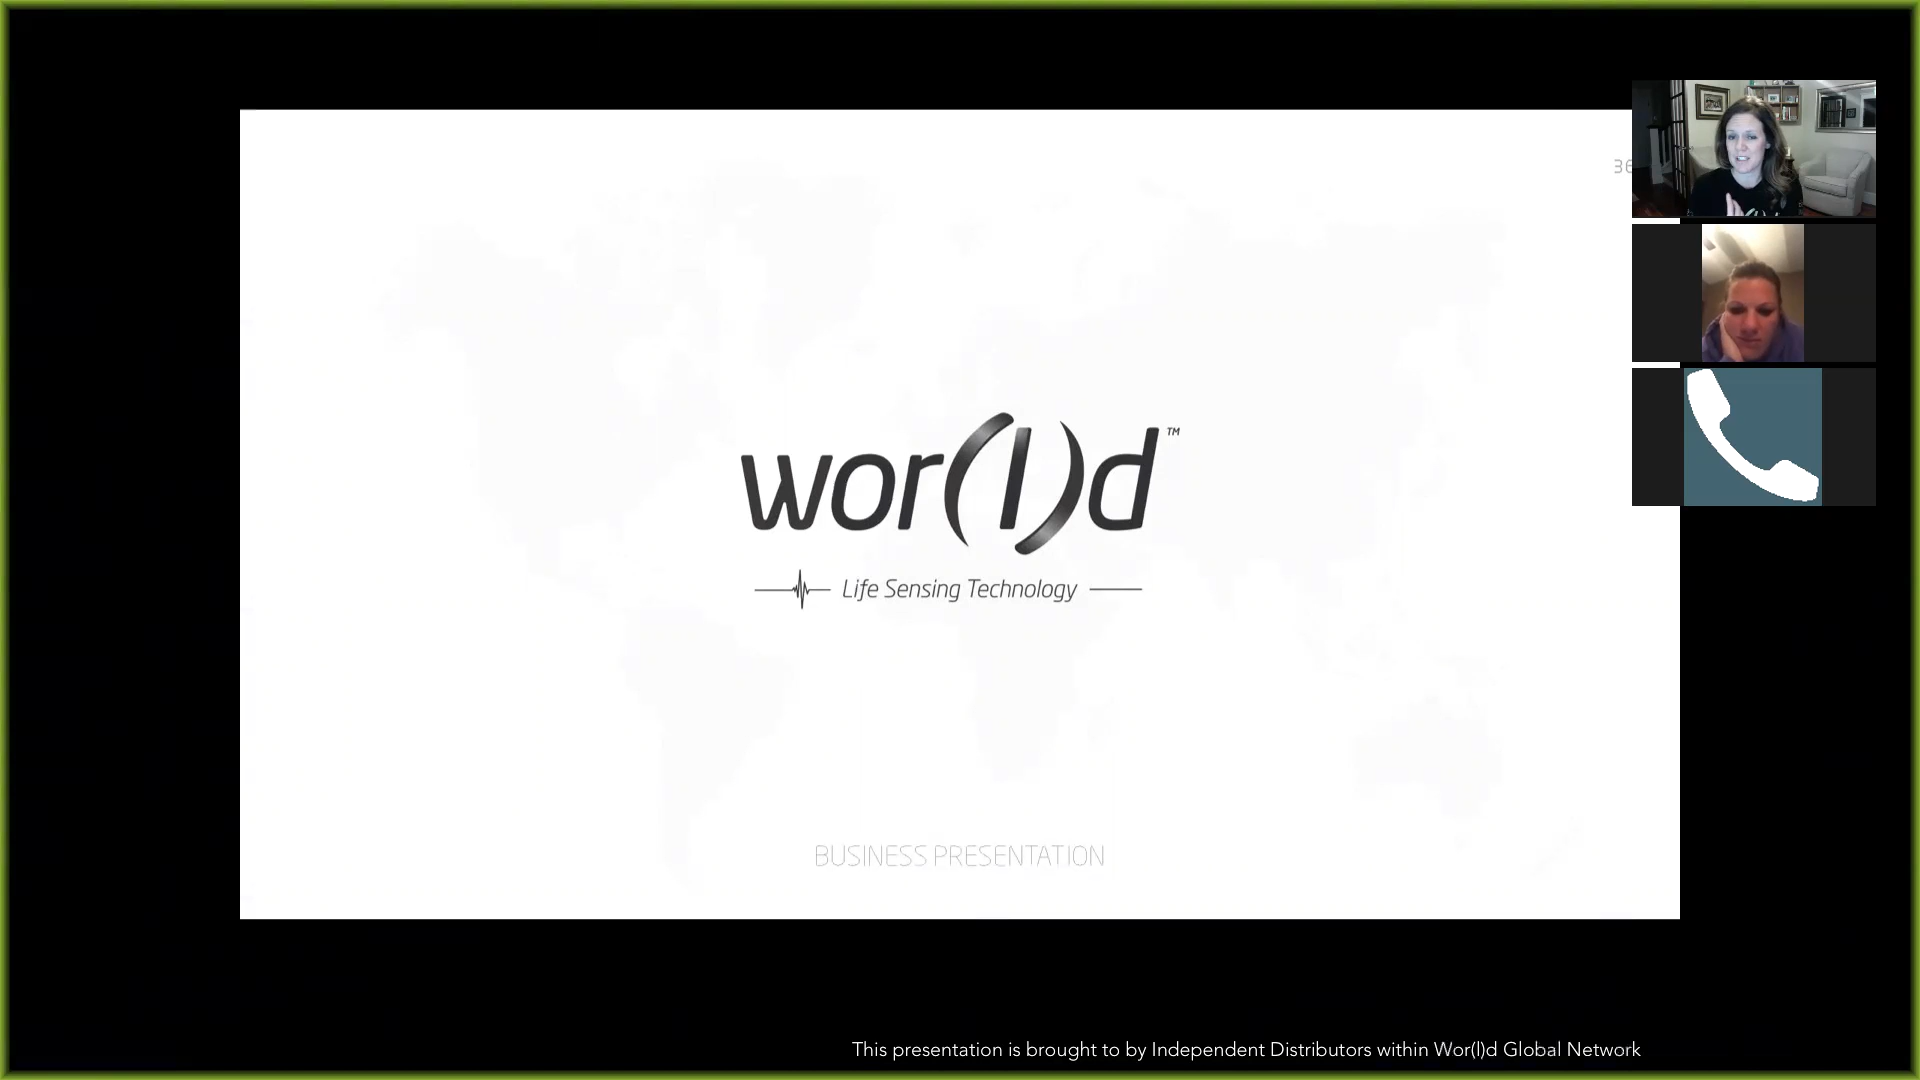 wor(l)d™
Life Sensing Technology
BUSINESS PRESENTATION
This presentation is brought to by Independent Distributors within Wor(l)d Global Network